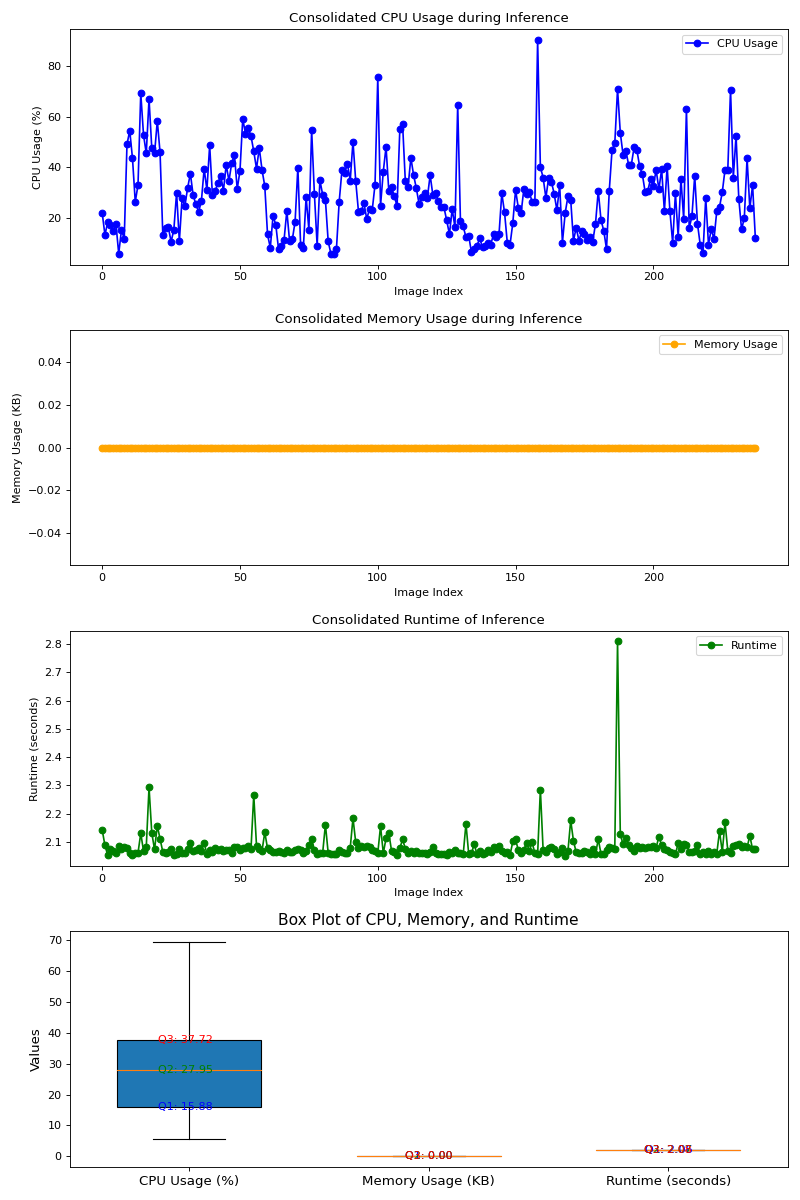 Consolidated CPU Usage during Inference
CPU Usage
80
60
40
20
CPU Usage (%)
0 50 100 150 200
Image Index
Consolidated Memory Usage during Inference
Memory Usage
0.04
0.02
0.00
−0.02
−0.04
Memory Usage (KB)
0 50 100 150 200
Image Index
Consolidated Runtime of Inference
Runtime
2.8
2.7
2.6
2.5
2.4
2.3
2.2
2.1
Runtime (seconds)
0 50 100 150 200
Image Index
Box Plot of CPU, Memory, and Runtime
70
60
50
40
30
20
10
0
Values
Q3: 37.72
Q2: 27.95
Q1: 15.88
0.00
CPU Usage (%) Memory Usage (KB) Runtime (seconds)